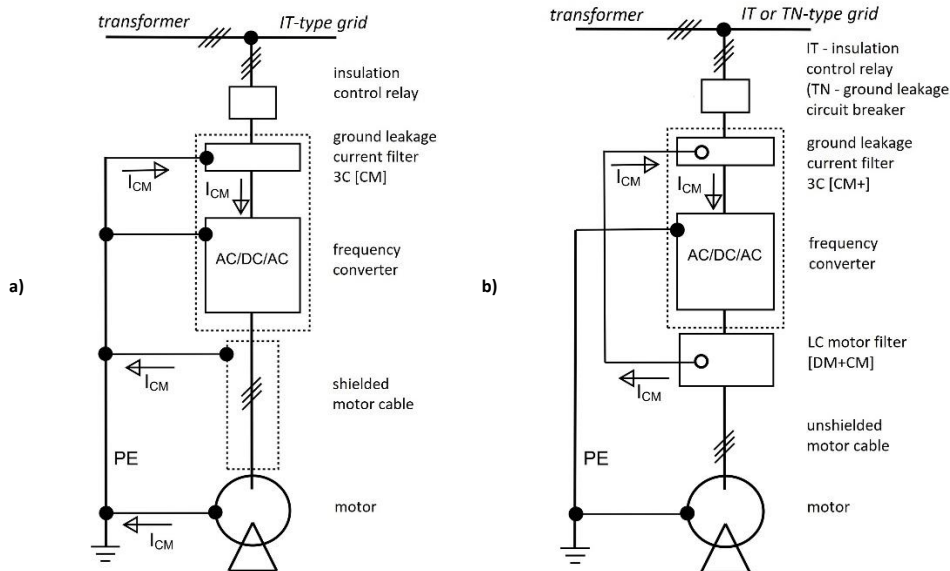 transformer IT-type grid
insulation
control relay
ground leakage
current filter
3C [CM]
I_CM
I_CM
AC/DC/AC
frequency
converter
a)
I_CM
shielded
motor cable
PE
motor
I_CM
transformer IT or TN-type grid
IT - insulation
control relay
(TN - ground leakage
circuit breaker
ground leakage
current filter
3C [CM+]
I_CM
I_CM
AC/DC/AC
frequency
converter
b)
LC motor filter
[DM+CM]
I_CM
unshielded
motor cable
PE
motor